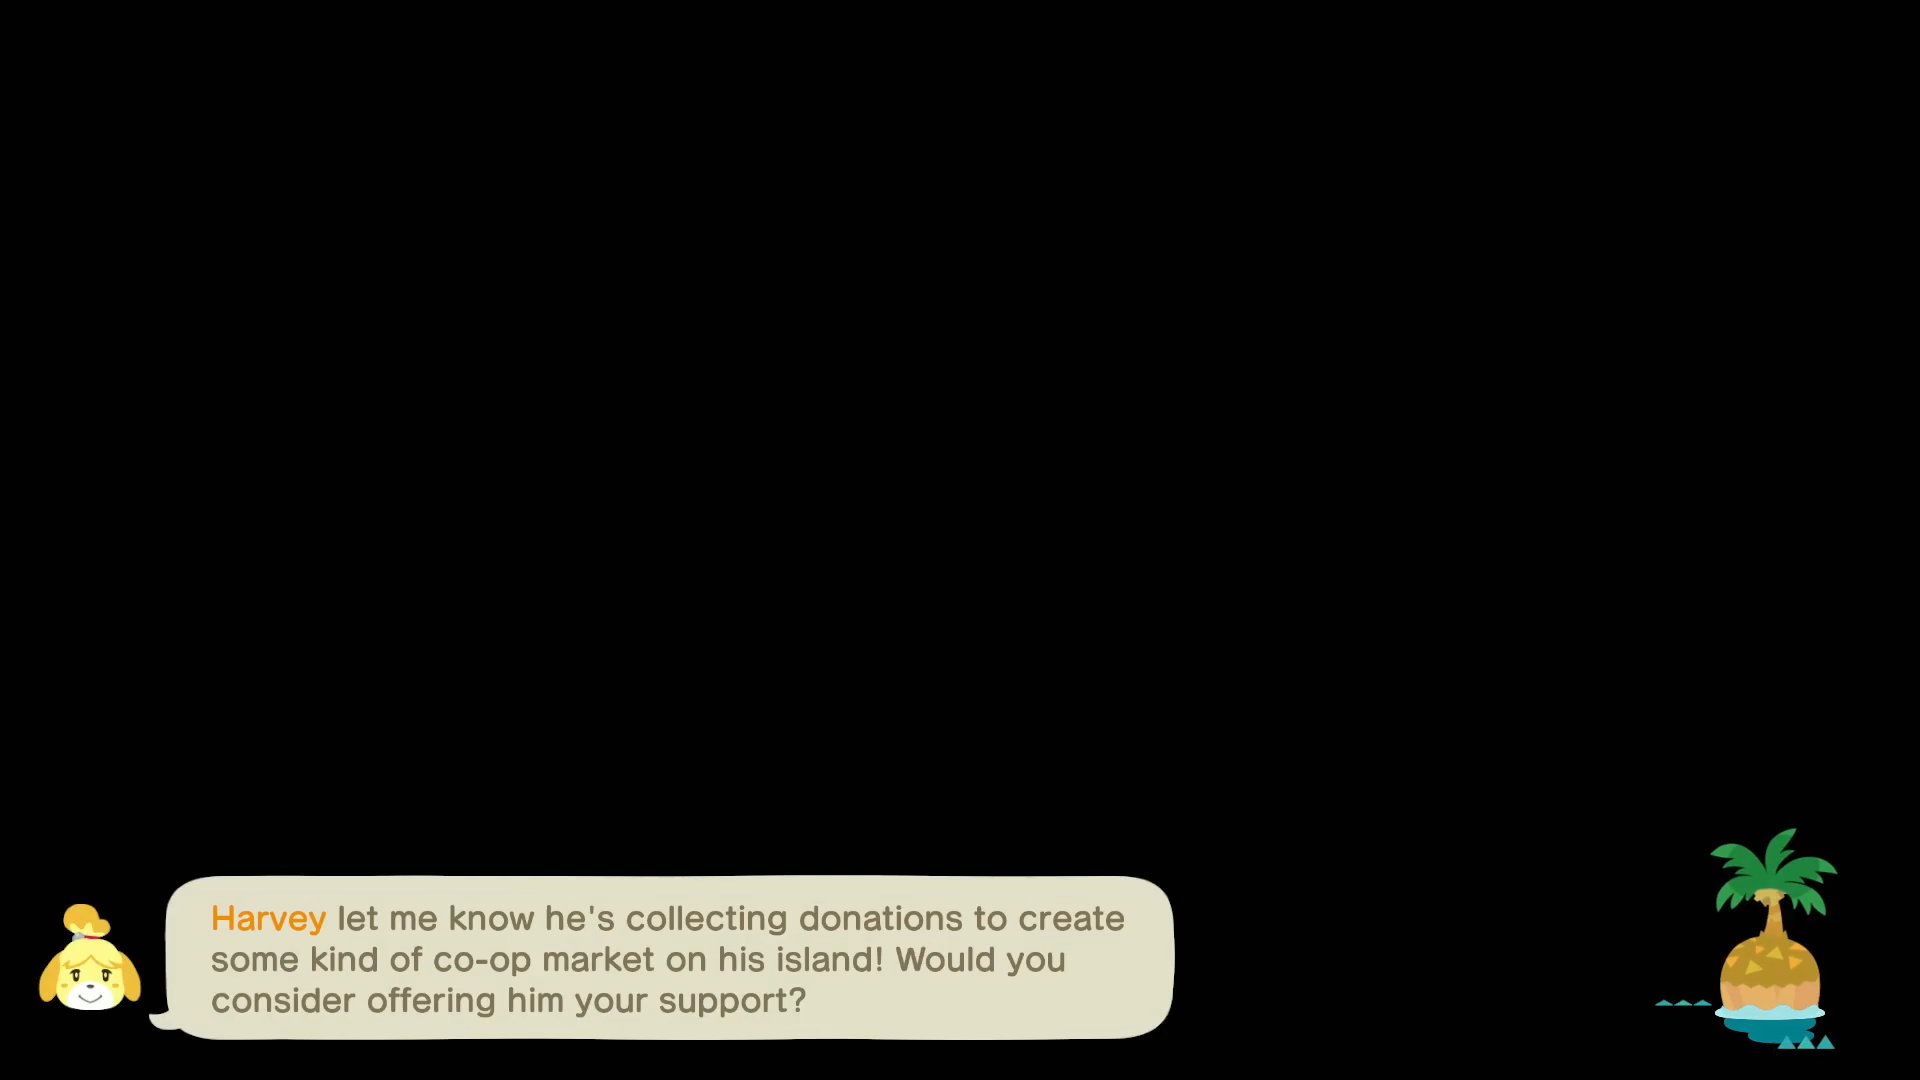 Harvey let me know he's collecting donations to create
some kind of co-op market on his island! Would you
consider offering him your support?